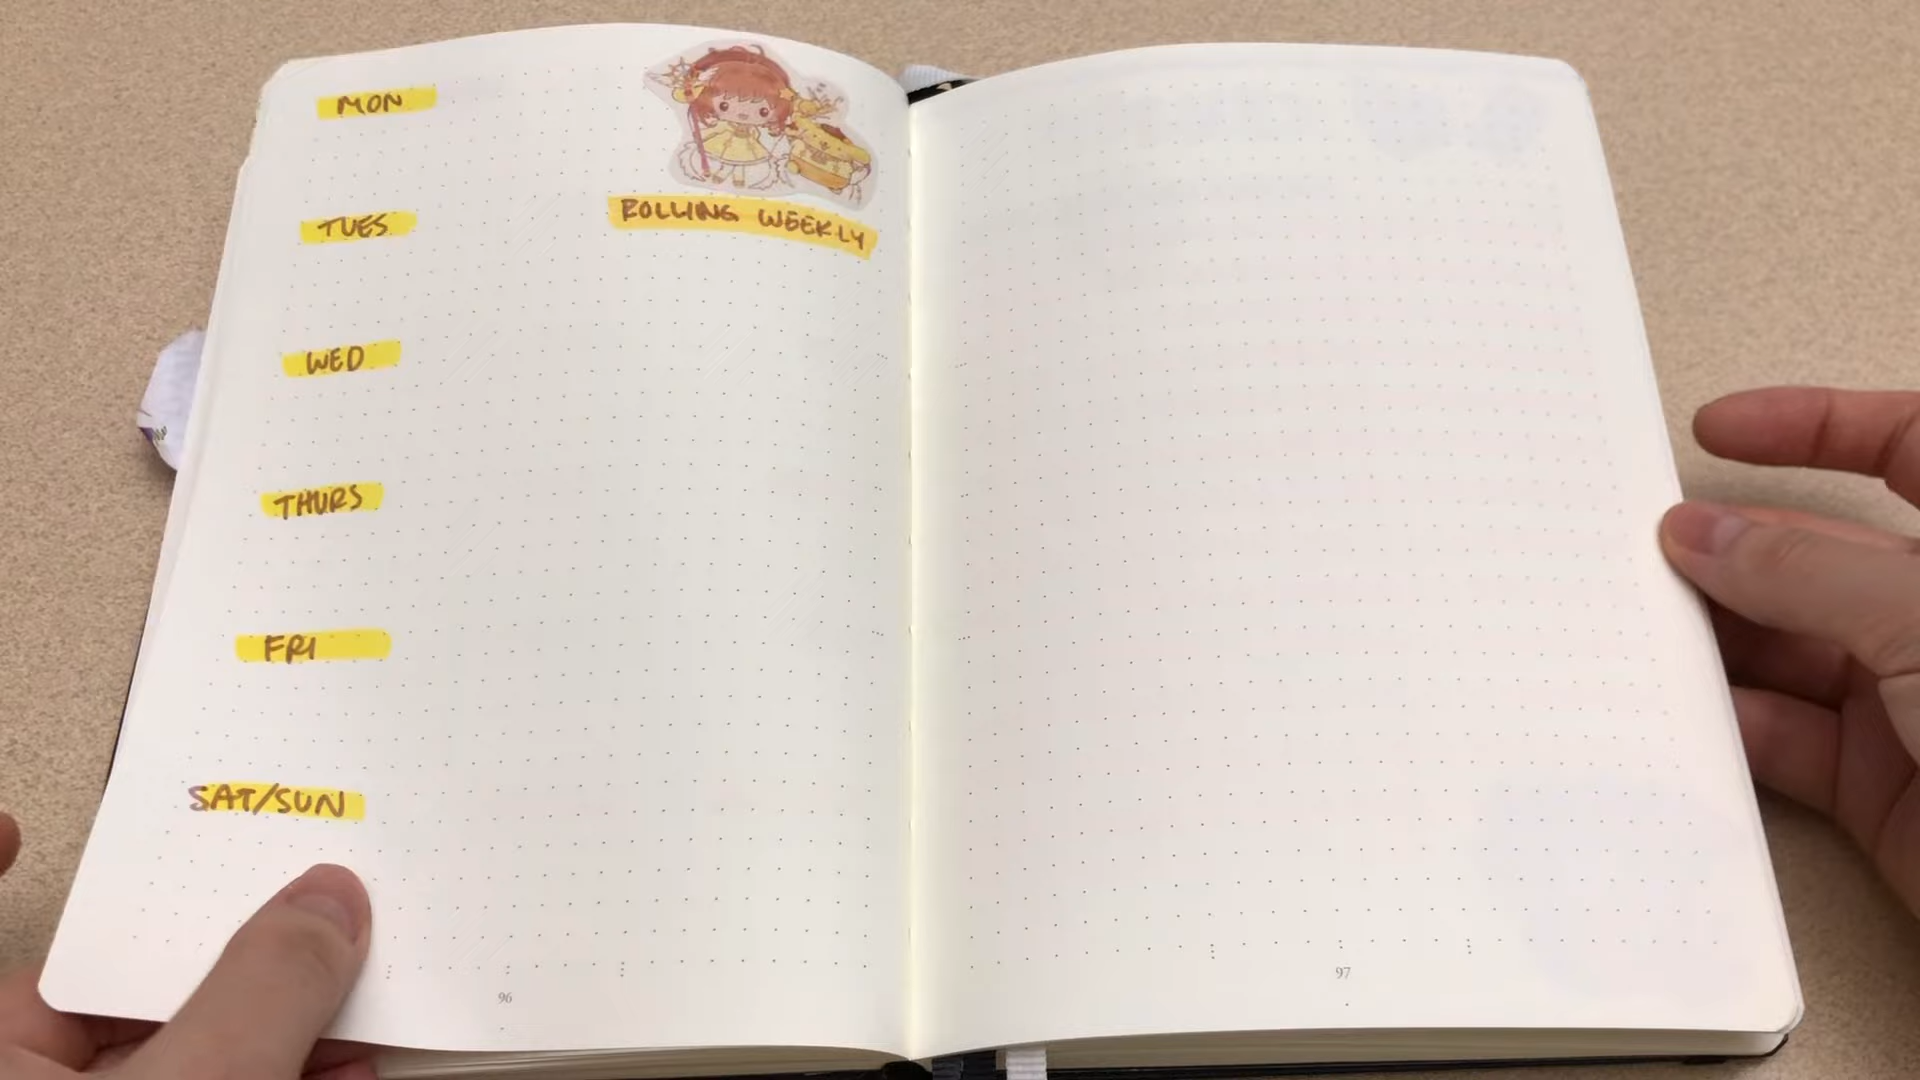 MON
TUES
ROLLING WEEKLY
WED
THURS
FRI
SAT/SUN
96
97